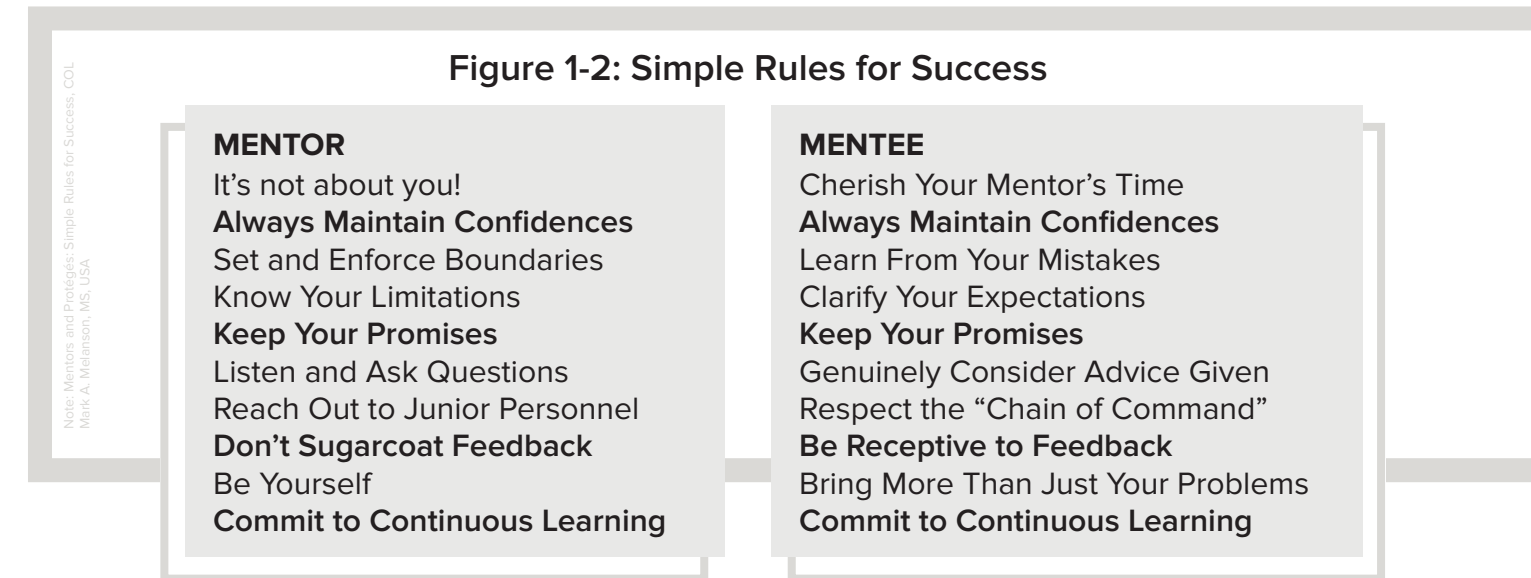 Figure 1-2: Simple Rules for Success
MENTOR
It’s not about you!
Always Maintain Confidences
Set and Enforce Boundaries
Know Your Limitations
Keep Your Promises
Listen and Ask Questions
Reach Out to Junior Personnel
Don’t Sugarcoat Feedback
Be Yourself
Commit to Continuous Learning
MENTEE
Cherish Your Mentor’s Time
Always Maintain Confidences
Learn From Your Mistakes
Clarify Your Expectations
Keep Your Promises
Genuinely Consider Advice Given
Respect the “Chain of Command”
Be Receptive to Feedback
Bring More Than Just Your Problems
Commit to Continuous Learning
Note: Mentors and Protégés: Simple Rules for Success, COL
Mark A. Melanson, MS, USA